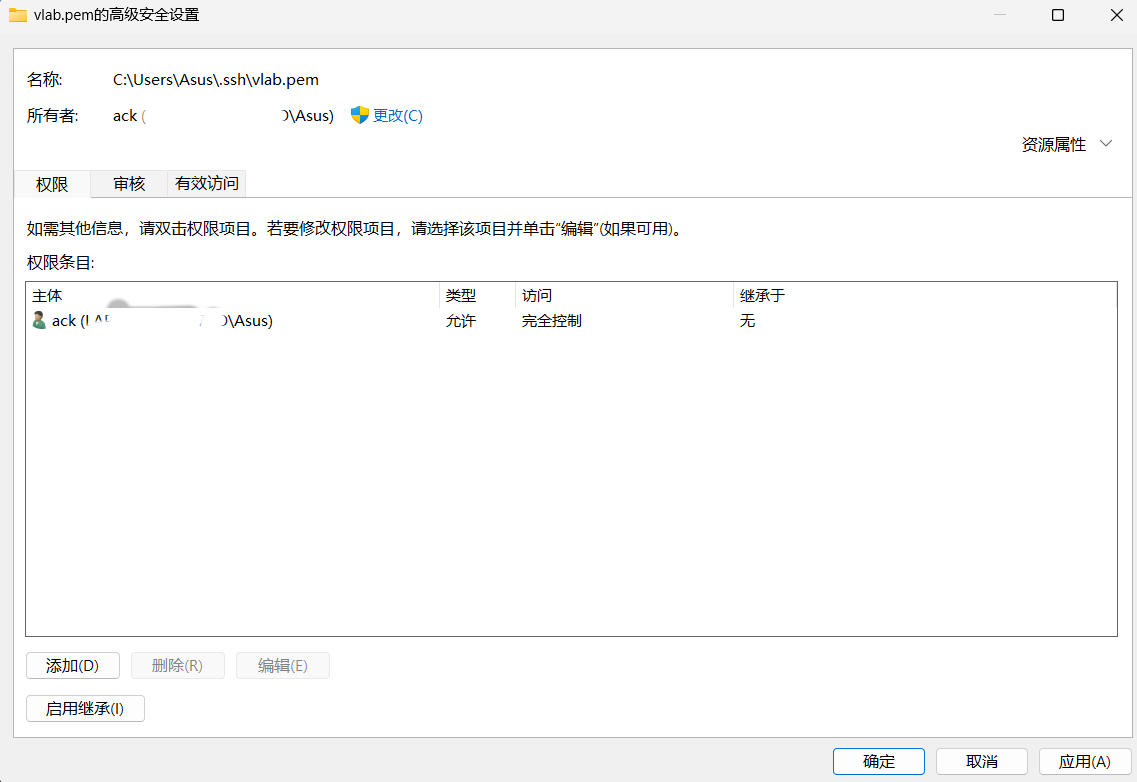 vlab.pem的高级安全设置
名称: C:\Users\Asus\.ssh\vlab.pem
所有者: ack ( \Asus) 更改(C)
资源属性
权限 审核 有效访问
如需其他信息，请双击权限项目。若要修改权限项目，请选择该项目并单击“编辑”(如果可用)。
权限条目:
主体 类型 访问 继承于
ack ( \Asus) 允许 完全控制 无
添加(D) 删除(R) 编辑(E)
启用继承(I)
确定 取消 应用(A)